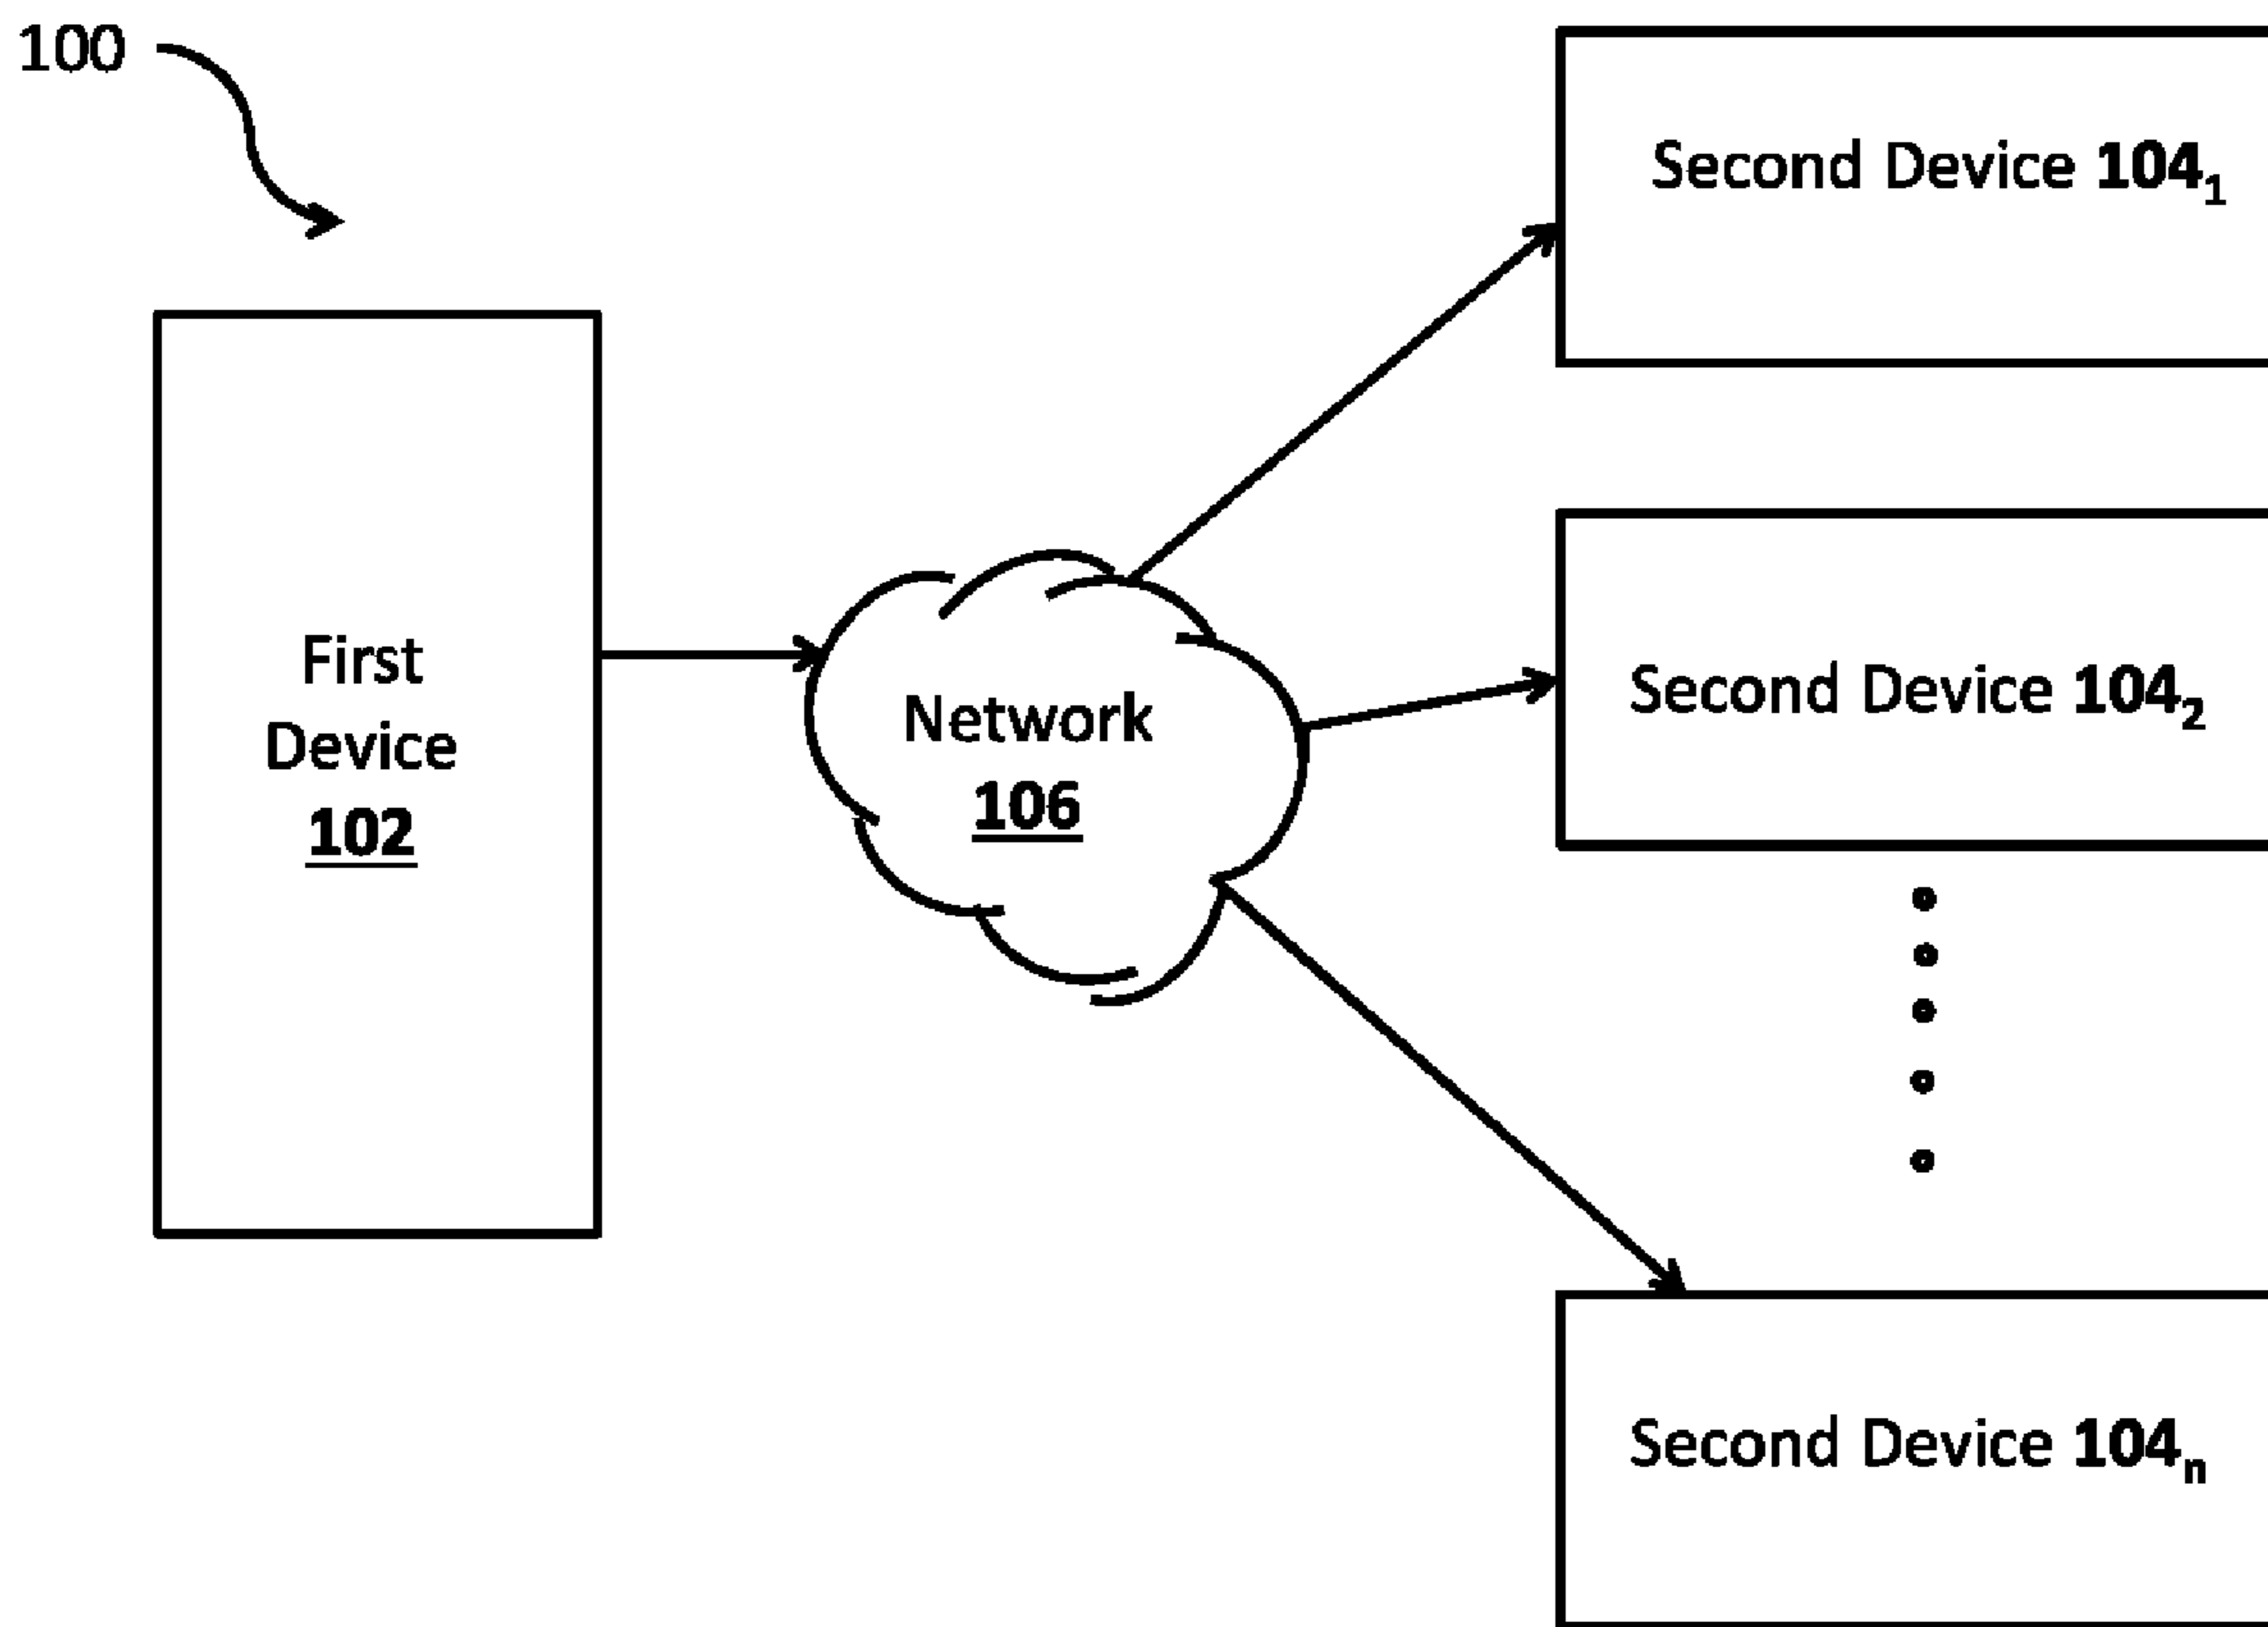 100
Second Device 104₁
First
Device
102
Network
106
Second Device 104₂
Second Device 104ₙ